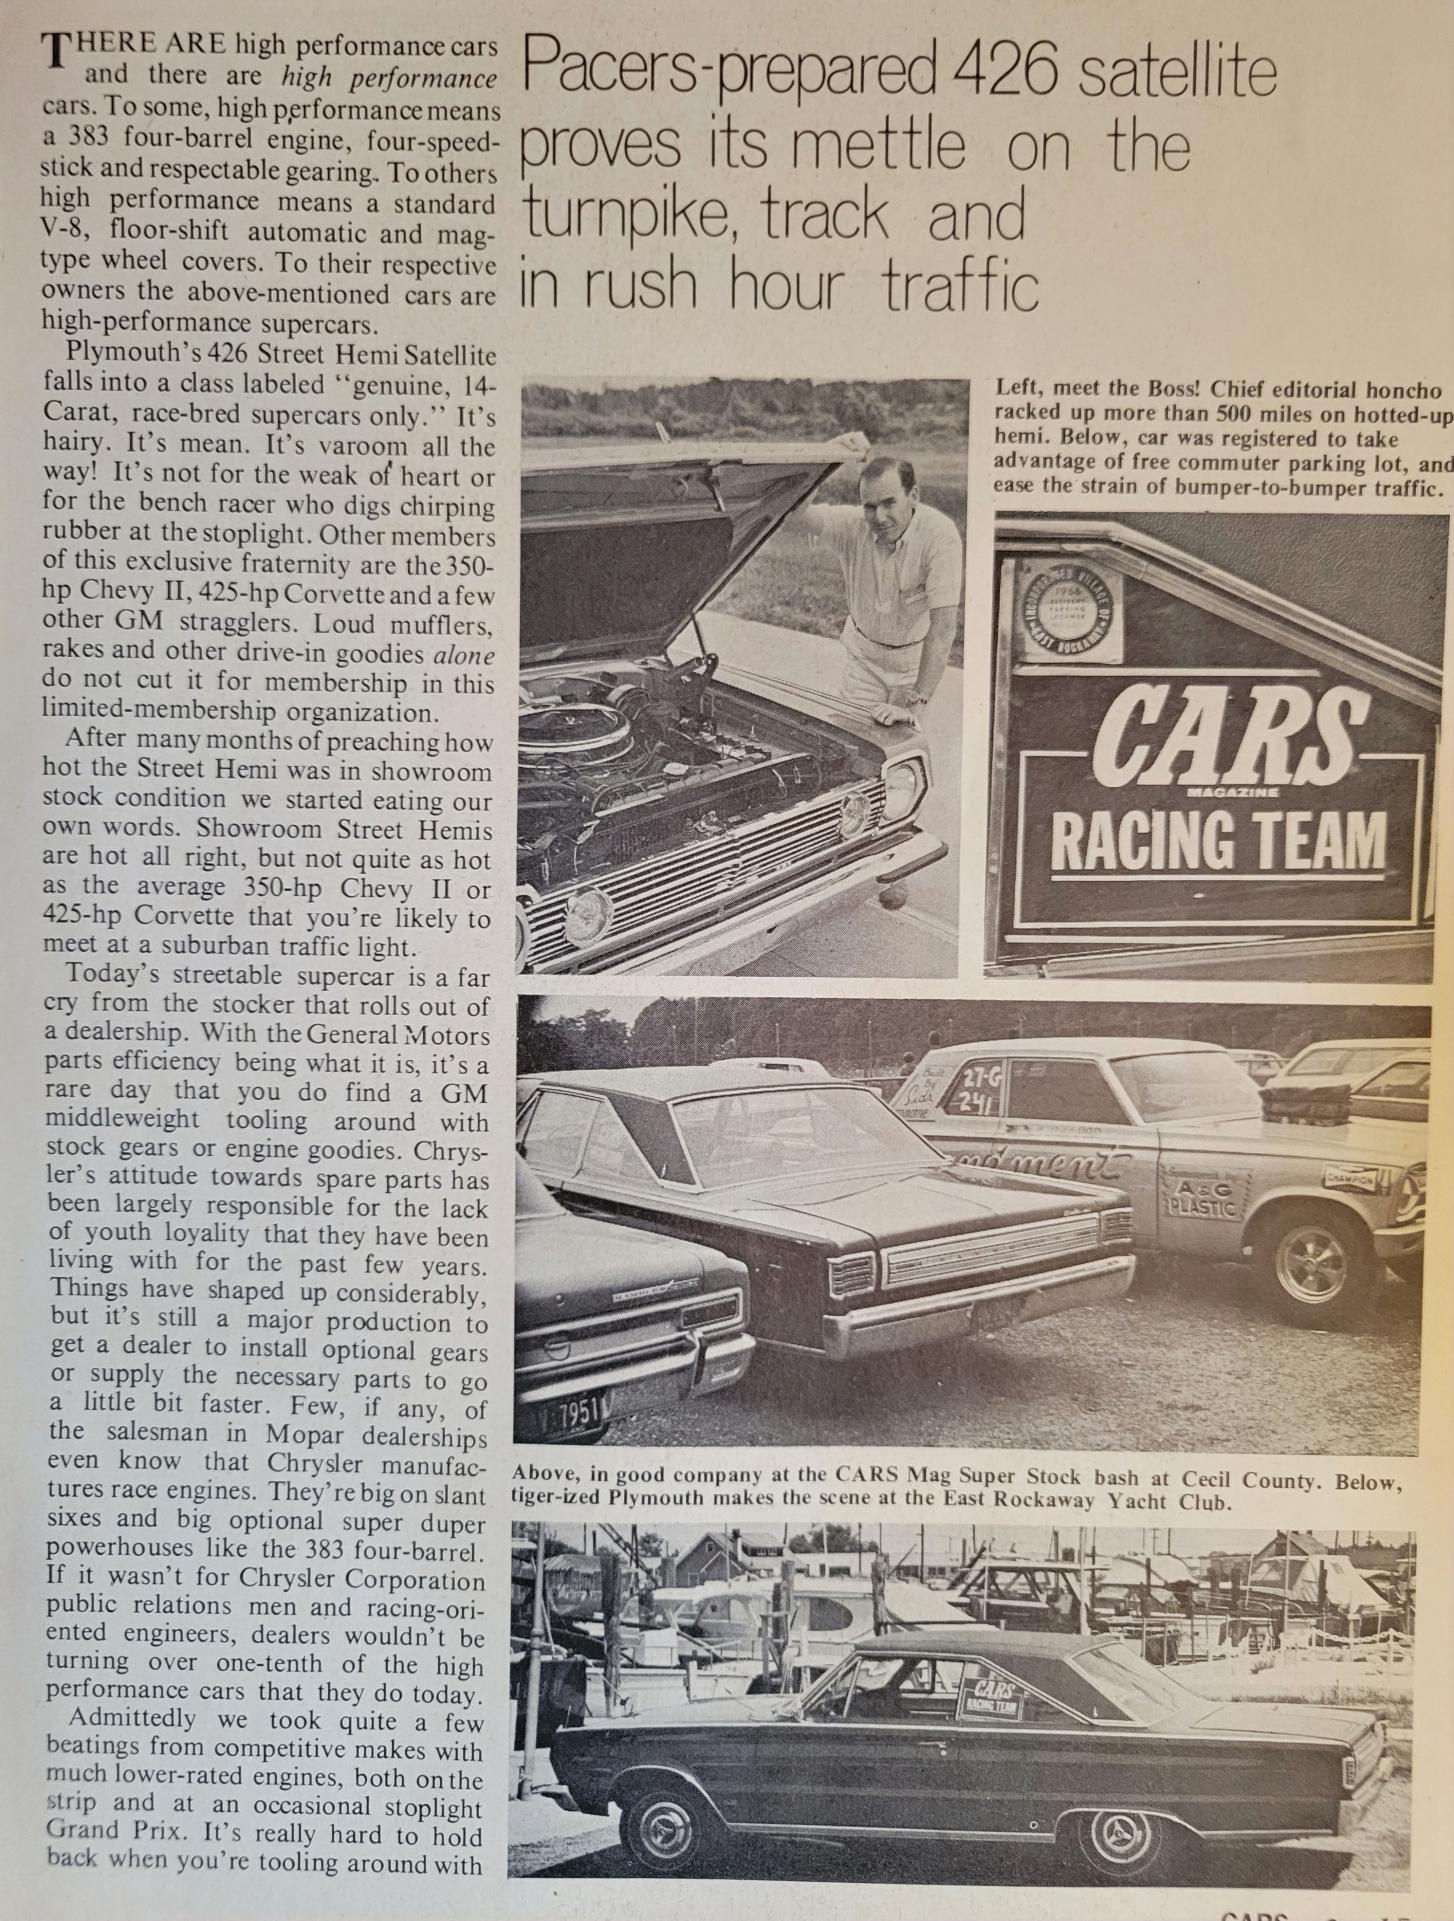 THERE ARE high performance cars
and there are high performance
cars. To some, high performance means
a 383 four-barrel engine, four-speed-
stick and respectable gearing. To others
high performance means a standard
V-8, floor-shift automatic and mag-
type wheel covers. To their respective
owners the above-mentioned cars are
high-performance supercars.
Plymouth's 426 Street Hemi Satellite
falls into a class labeled "genuine, 14-
Carat, race-bred supercars only." It's
hairy. It's mean. It's varoom all the
way! It's not for the weak of heart or
for the bench racer who digs chirping
rubber at the stoplight. Other members
of this exclusive fraternity are the 350-
hp Chevy II, 425-hp Corvette and a few
other GM stragglers. Loud mufflers,
rakes and other drive-in goodies alone
do not cut it for membership in this
limited-membership organization.
After many months of preaching how
hot the Street Hemi was in showroom
stock condition we started eating our
own words. Showroom Street Hemis
are hot all right, but not quite as hot
as the average 350-hp Chevy II or
425-hp Corvette that you're likely to
meet at a suburban traffic light.
Today's streetable supercar is a far
cry from the stocker that rolls out of
a dealership. With the General Motors
parts efficiency being what it is, it's a
rare day that you do find a GM
middleweight tooling around with
stock gears or engine goodies. Chrys-
ler's attitude towards spare parts has
been largely responsible for the lack
of youth loyality that they have been
living with for the past few years.
Things have shaped up considerably,
but it's still a major production to
get a dealer to install optional gears
or supply the necessary parts to go
a little bit faster. Few, if any, of
the salesman in Mopar dealerships
even know that Chrysler manufac-
tures race engines. They're big on slant
sixes and big optional super duper
powerhouses like the 383 four-barrel.
If it wasn't for Chrysler Corporation
public relations men and racing-ori-
ented engineers, dealers wouldn't be
turning over one-tenth of the high
performance cars that they do today.
Admittedly we took quite a few
beatings from competitive makes with
much lower-rated engines, both on the
strip and at an occasional stoplight
Grand Prix. It's really hard to hold
back when you're tooling around with
Pacers-prepared 426 satellite
proves its mettle on the
turnpike, track and
in rush hour traffic
Left, meet the Boss! Chief editorial honcho
racked up more than 500 miles on hotted-up
hemi. Below, car was registered to take
advantage of free commuter parking lot, and
ease the strain of bumper-to-bumper traffic.
INCORPORATED VILLAGE OF
EAST ROCKAWAY
1966
RESIDENT
PARKING
CARS
MAGAZINE
RACING TEAM
Built
By
27-G
241
ndment
A&G
PLASTIC
CHAMPION
7951
Above, in good company at the CARS Mag Super Stock bash at Cecil County. Below,
tiger-ized Plymouth makes the scene at the East Rockaway Yacht Club.
CARS
RACING TEAM
CARS